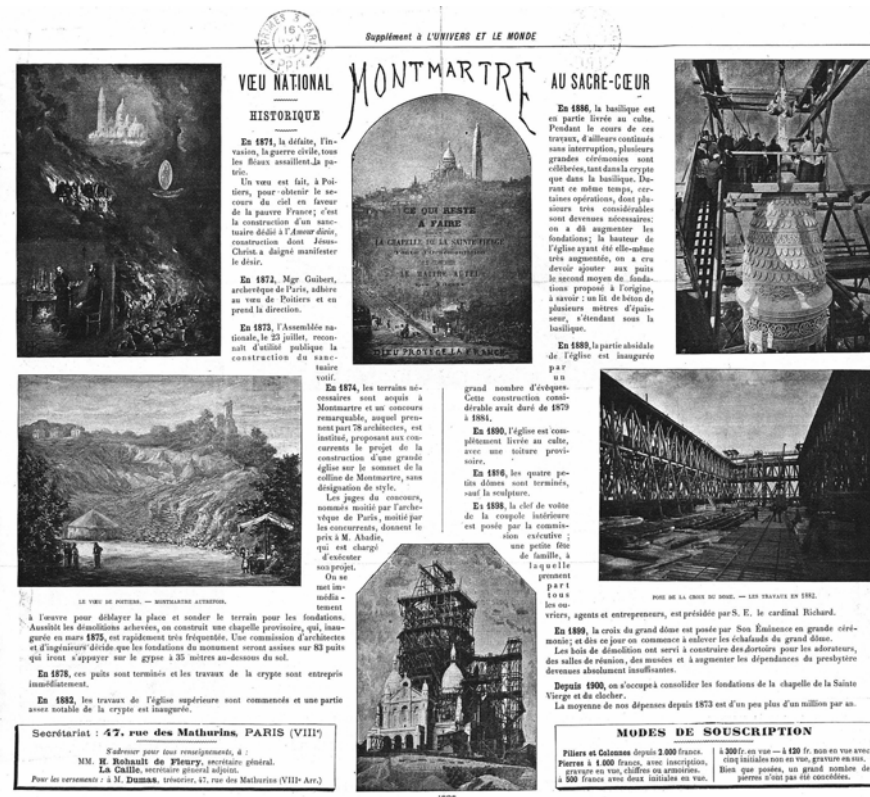 Supplément à L'UNIVERS ET LE MONDE
VŒU NATIONAL
MONTMARTRE
AU SACRÉ-CŒUR
HISTORIQUE
En 1871, la défaite, l'in-
vasion, la guerre civile, tous
les fléaux assaillent la pa-
trie.
Un vœu est fait, à Poi-
tiers, pour obtenir le se-
cours du ciel en faveur
de la pauvre France; c'est
la construction d'un sanc-
tuaire dédié à l'Amour divin,
construction dont Jésus-
Christ a daigné manifester
le désir.
En 1872, Mgr Guibert,
archevêque de Paris, adhère
au vœu de Poitiers et en
prend la direction.
En 1873, l'Assemblée na-
tionale, le 23 juillet, recon-
naît d'utilité publique la
construction du sanc-
tuaire
votif.
En 1874, les terrains né-
cessaires sont acquis à
Montmartre et un concours
remarquable, auquel pren-
nent part 78 architectes, est
institué, proposant aux con-
currents le projet de la
construction d'une grande
église sur le sommet de la
colline de Montmartre, sans
désignation de style.
Les juges du concours,
nommés moitié par l'arche-
vêque de Paris, moitié par
les concurrents, donnent le
prix à M. Abadie,
qui est chargé
d'exécuter
son projet.
On se
met im-
média-
tement
à l'œuvre pour déblayer la place et sonder le terrain pour les fondations.
Aussitôt les démolitions achevées, on construit une chapelle provisoire, qui, inau-
gurée en mars 1875, est rapidement très fréquentée. Une commission d'architectes
et d'ingénieurs décide que les fondations du monument seront assises sur 83 puits
qui iront s'appuyer sur le gypse à 35 mètres au-dessous du sol.
En 1878, ces puits sont terminés et les travaux de la crypte sont entrepris
immédiatement.
En 1882, les travaux de l'église supérieure sont commencés et une partie
assez notable de la crypte est inaugurée.
CE QUI RESTE
A FAIRE
LA CHAPELLE DE LA SAINTE-VIERGE
LE MAITRE AUTEL
DIEU PROTÈGE LA FRANCE
En 1886, la basilique est
en partie livrée au culte.
Pendant le cours de ces
travaux, d'ailleurs continués
sans interruption, plusieurs
grandes cérémonies sont
célébrées, tant dans la crypte
que dans la basilique. Du-
rant ce même temps, cer-
taines opérations, dont plu-
sieurs très considérables
sont devenues nécessaires:
on a dû augmenter les
fondations; la hauteur de
l'église ayant été elle-même
très augmentée, on a cru
devoir ajouter aux puits
le second moyen de fonda-
tions proposé à l'origine,
à savoir : un lit de béton de
plusieurs mètres d'épais-
seur, s'étendant sous la
basilique.
En 1889, la partie absidale
de l'église est inaugurée
par
un
grand nombre d'évêques.
Cette construction consi-
dérable avait duré de 1879
à 1884.
En 1890, l'église est com-
plètement livrée au culte,
avec une toiture provi-
soire.
En 1896, les quatre pe-
tits dômes sont terminés,
sauf la sculpture.
En 1898, la clef de voûte
de la coupole intérieure
est posée par la commis-
sion exécutive ;
une petite fête
de famille, à
laquelle
prennent
part
tous
les ou-
vriers, agents et entrepreneurs, est présidée par S. E. le cardinal Richard.
En 1899, la croix du grand dôme est posée par Son Éminence en grande céré-
monie; et dès ce jour on commence à enlever les échafauds du grand dôme.
Les bois de démolition ont servi à construire des dortoirs pour les adorateurs,
des salles de réunion, des musées et à augmenter les dépendances du presbytère
devenues absolument insuffisantes.
Depuis 1900, on s'occupe à consolider les fondations de la chapelle de la Sainte
Vierge et du clocher.
La moyenne de nos dépenses depuis 1873 est d'un peu plus d'un million par an.
LE VŒU DE POITIERS. — MONTMARTRE AUTREFOIS.
POSE DE LA CROIX DU DOME. — LES TRAVAUX EN 1882.
Secrétariat : 47, rue des Mathurins, PARIS (VIIIe)
S'adresser pour tous renseignements, à :
MM. H. Rohault de Fleury, secrétaire général.
La Caille, secrétaire général adjoint.
Pour les versements : à M. Dumas, trésorier, 47, rue des Mathurins (VIIIe Arr.)
MODES DE SOUSCRIPTION
Piliers et Colonnes depuis 2.000 francs.
Pierres à 1.000 francs, avec inscription,
gravure en vue, chiffres ou armoiries.
à 500 francs avec deux initiales en vue.
à 300 fr. en vue — à 120 fr. non en vue avec
cinq initiales non en vue, gravure en sus.
Bien que posées, un grand nombre de
pierres n'ont pas été concédées.